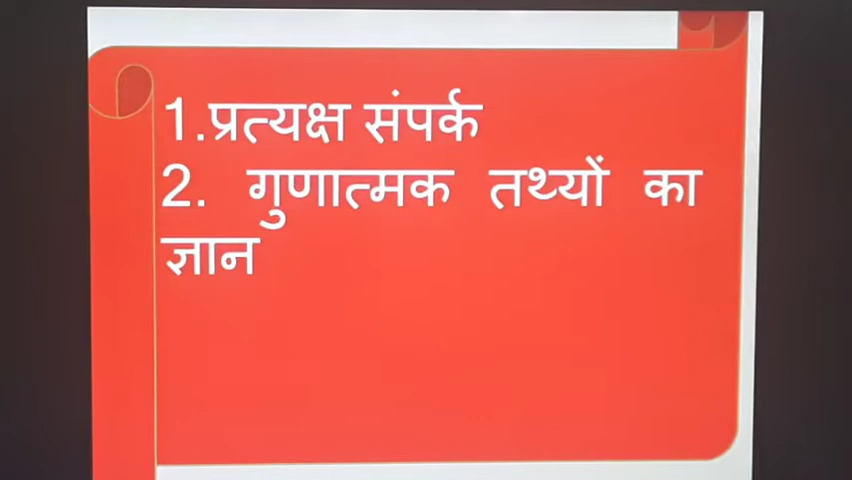 1.प्रत्यक्ष संपर्क
2. गुणात्मक तथ्यों का
ज्ञान